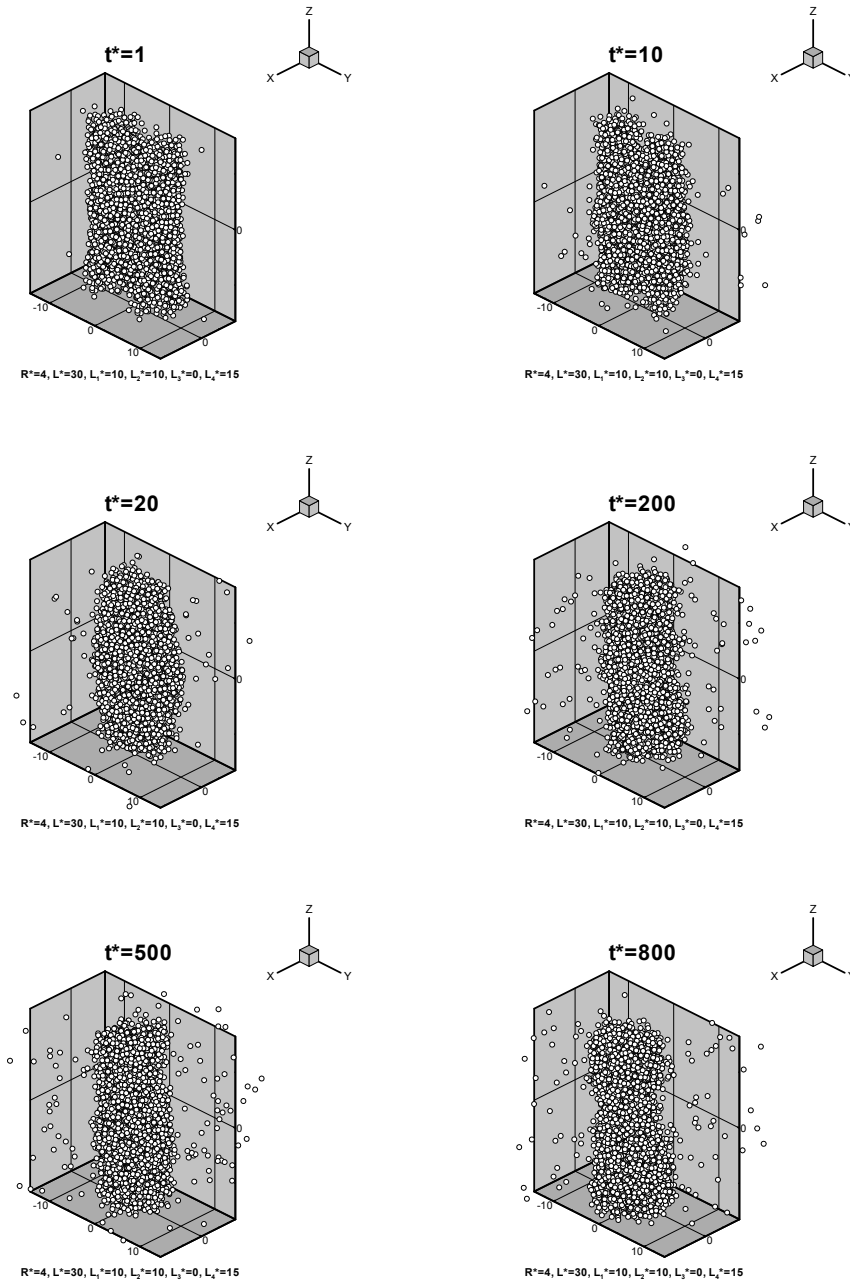 Z
Z
t*=1
t*=10
X
Y
X
Y
0
0
-10
-10
0
0
0
0
10
10
R*=4, L*=30, L₁*=10, L₂*=10, L₃*=0, L₄*=15
R*=4, L*=30, L₁*=10, L₂*=10, L₃*=0, L₄*=15
Z
Z
t*=20
t*=200
X
Y
X
Y
0
0
-10
-10
0
0
0
0
10
10
R*=4, L*=30, L₁*=10, L₂*=10, L₃*=0, L₄*=15
R*=4, L*=30, L₁*=10, L₂*=10, L₃*=0, L₄*=15
Z
Z
t*=500
t*=800
X
Y
X
Y
0
0
-10
-10
0
0
0
0
10
10
R*=4, L*=30, L₁*=10, L₂*=10, L₃*=0, L₄*=15
R*=4, L*=30, L₁*=10, L₂*=10, L₃*=0, L₄*=15